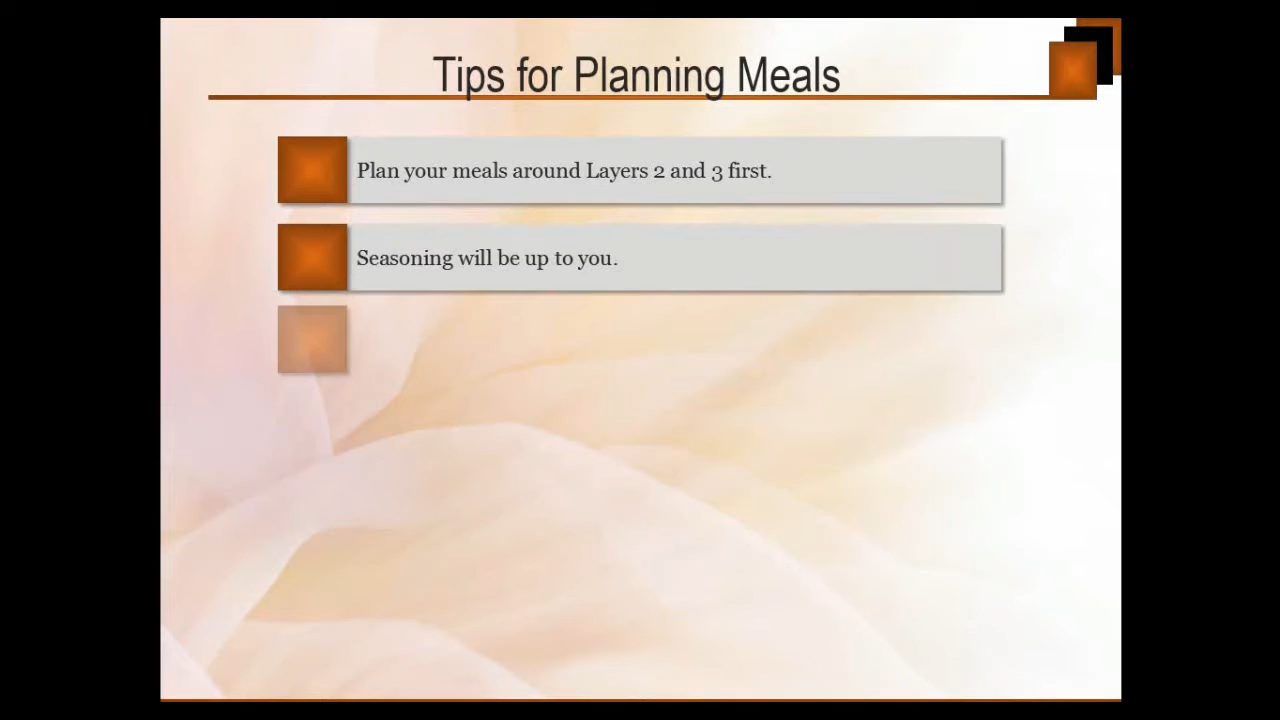 Tips for Planning Meals
Plan your meals around Layers 2 and 3 first.
Seasoning will be up to you.